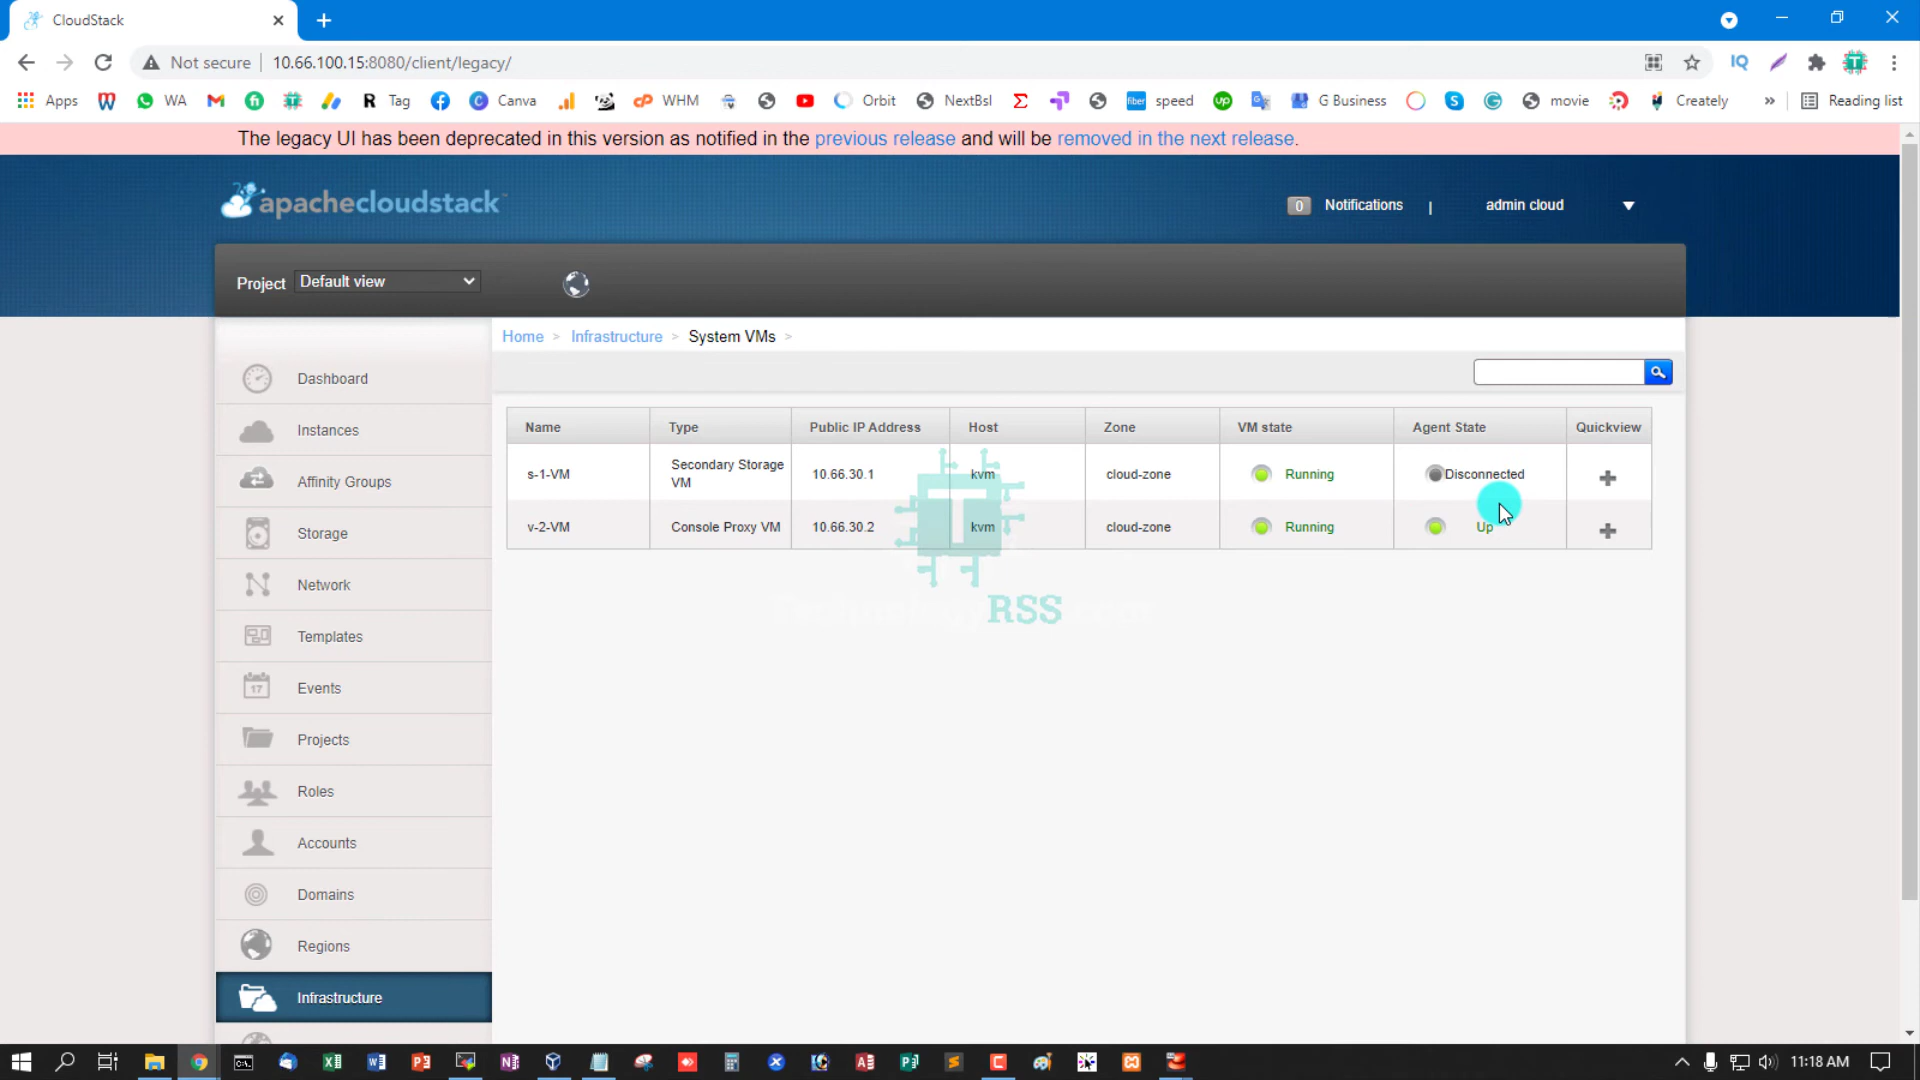 CloudStack
Not secure
10.66.100.15:8080/client/legacy/
Apps
WA
Tag
Canva
WHM
Orbit
NextBsl
speed
G Business
movie
Creately
Reading list
The legacy UI has been deprecated in this version as notified in the previous release and will be removed in the next release.
apachecloudstack
0 Notifications
admin cloud
Project Default view
Home > Infrastructure > System VMs >
Name Type Public IP Address Host Zone VM state Agent State Quickview
s-1-VM Secondary Storage VM 10.66.30.1 kvm cloud-zone Running Disconnected
v-2-VM Console Proxy VM 10.66.30.2 kvm cloud-zone Running Up
TechnologyRSS.com
Dashboard
Instances
Affinity Groups
Storage
Network
Templates
Events
Projects
Roles
Accounts
Domains
Regions
Infrastructure
11:18 AM